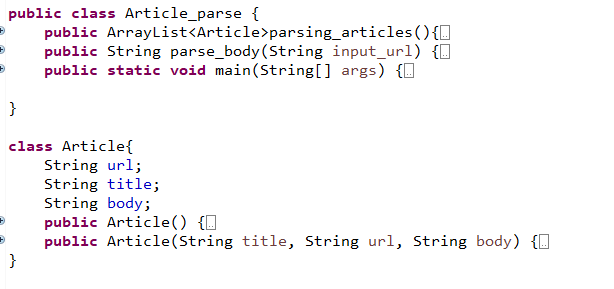 public class Article_parse {
public ArrayList<Article>parsing_articles(){
public String parse_body(String input_url) {
public static void main(String[] args) {
}
class Article{
String url;
String title;
String body;
public Article() {
public Article(String title, String url, String body) {
}